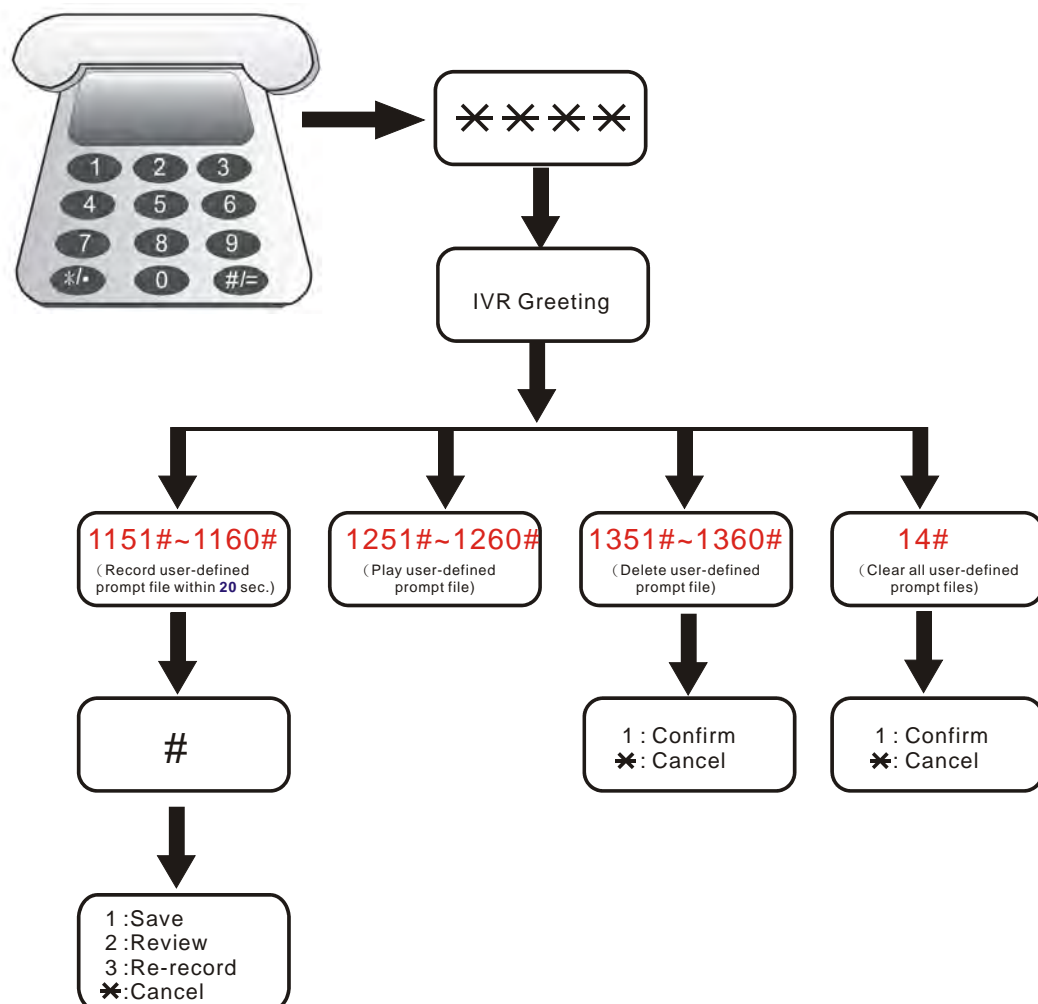 1 2 3
4 5 6
7 8 9
*/• 0 #/=
****
IVR Greeting
1151#~1160#
(Record user-defined
prompt file within 20 sec.)
1251#~1260#
(Play user-defined
prompt file)
1351#~1360#
(Delete user-defined
prompt file)
14#
(Clear all user-defined
prompt files)
#
1 : Confirm
*: Cancel
1 : Confirm
*: Cancel
1 :Save
2 :Review
3 :Re-record
*:Cancel